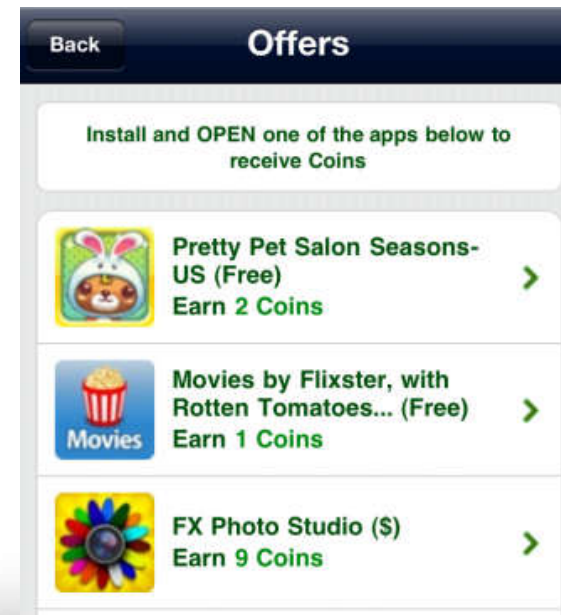 Back
Offers
Install and OPEN one of the apps below to
receive Coins
Pretty Pet Salon Seasons-
US (Free)
Earn 2 Coins
Movies by Flixster, with
Rotten Tomatoes... (Free)
Earn 1 Coins
Movies
FX Photo Studio ($)
Earn 9 Coins